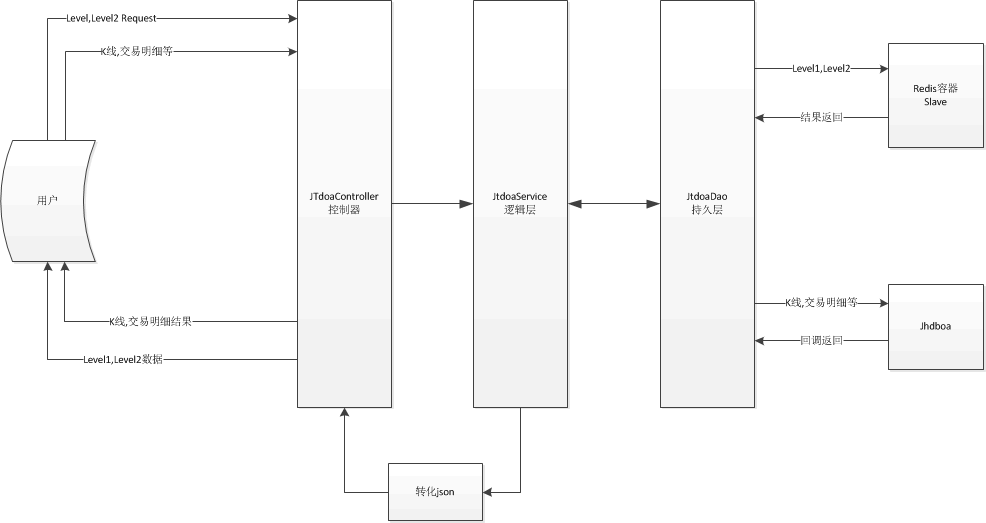 Level,Level2 Request
K线,交易明细等
用户
K线,交易明细结果
Level1,Level2数据
JTdoaController
控制器
JtdoaService
逻辑层
JtdoaDao
持久层
Level1,Level2
结果返回
Redis容器
Slave
K线,交易明细等
回调返回
Jhdboa
转化json